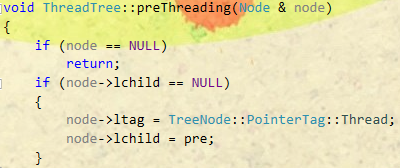 void ThreadTree::preThreading(Node & node)
{
if (node == NULL)
return;
if (node->lchild == NULL)
{
node->ltag = TreeNode::PointerTag::Thread;
node->lchild = pre;
}